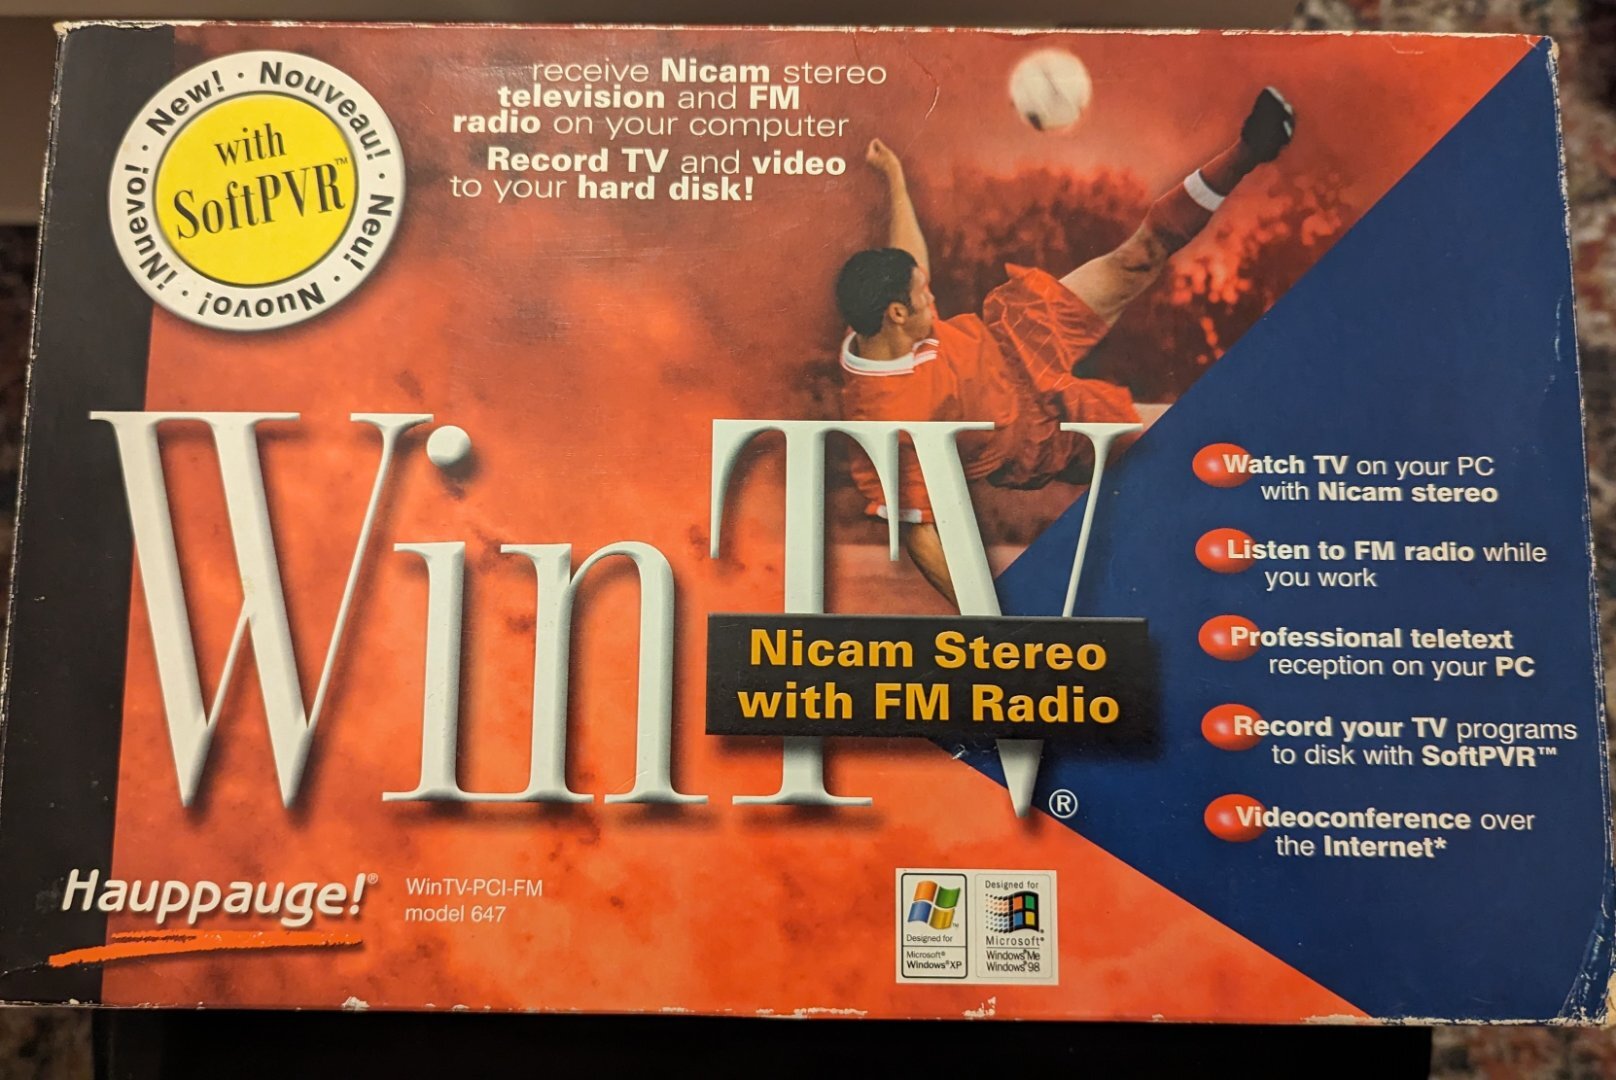 New! · Nouveau! · Neu! · Nuovo! · ¡Nuevo! ·
with
SoftPVR™
receive Nicam stereo
television and FM
radio on your computer
Record TV and video
to your hard disk!
WinTV®
Nicam Stereo
with FM Radio
Watch TV on your PC
with Nicam stereo
Listen to FM radio while
you work
Professional teletext
reception on your PC
Record your TV programs
to disk with SoftPVR™
Videoconference over
the Internet*
Hauppauge!®
WinTV-PCI-FM
model 647
Designed for
Microsoft®
Windows®XP
Designed for
Microsoft®
Windows®Me
Windows®98